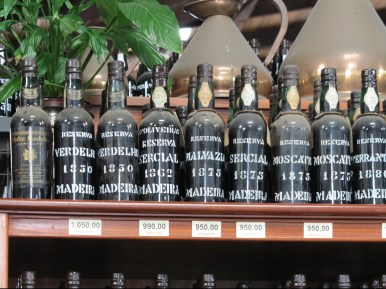 RESERVA
VERDELHO
1850
MADEIRA
RESERVA
VERDELHO
1850
MADEIRA
RESERVA
SERCIAL
1862
MADEIRA
RESERVA
MALVAZIA
1875
MADEIRA
RESERVA
SERCIAL
1875
MADEIRA
RESERVA
MOSCATEL
1875
MADEIRA
RESERVA
MOSCATEL
1875
MADEIRA
RESERVA
MADEIRA
1.050,00
990,00
950,00
950,00
950,00